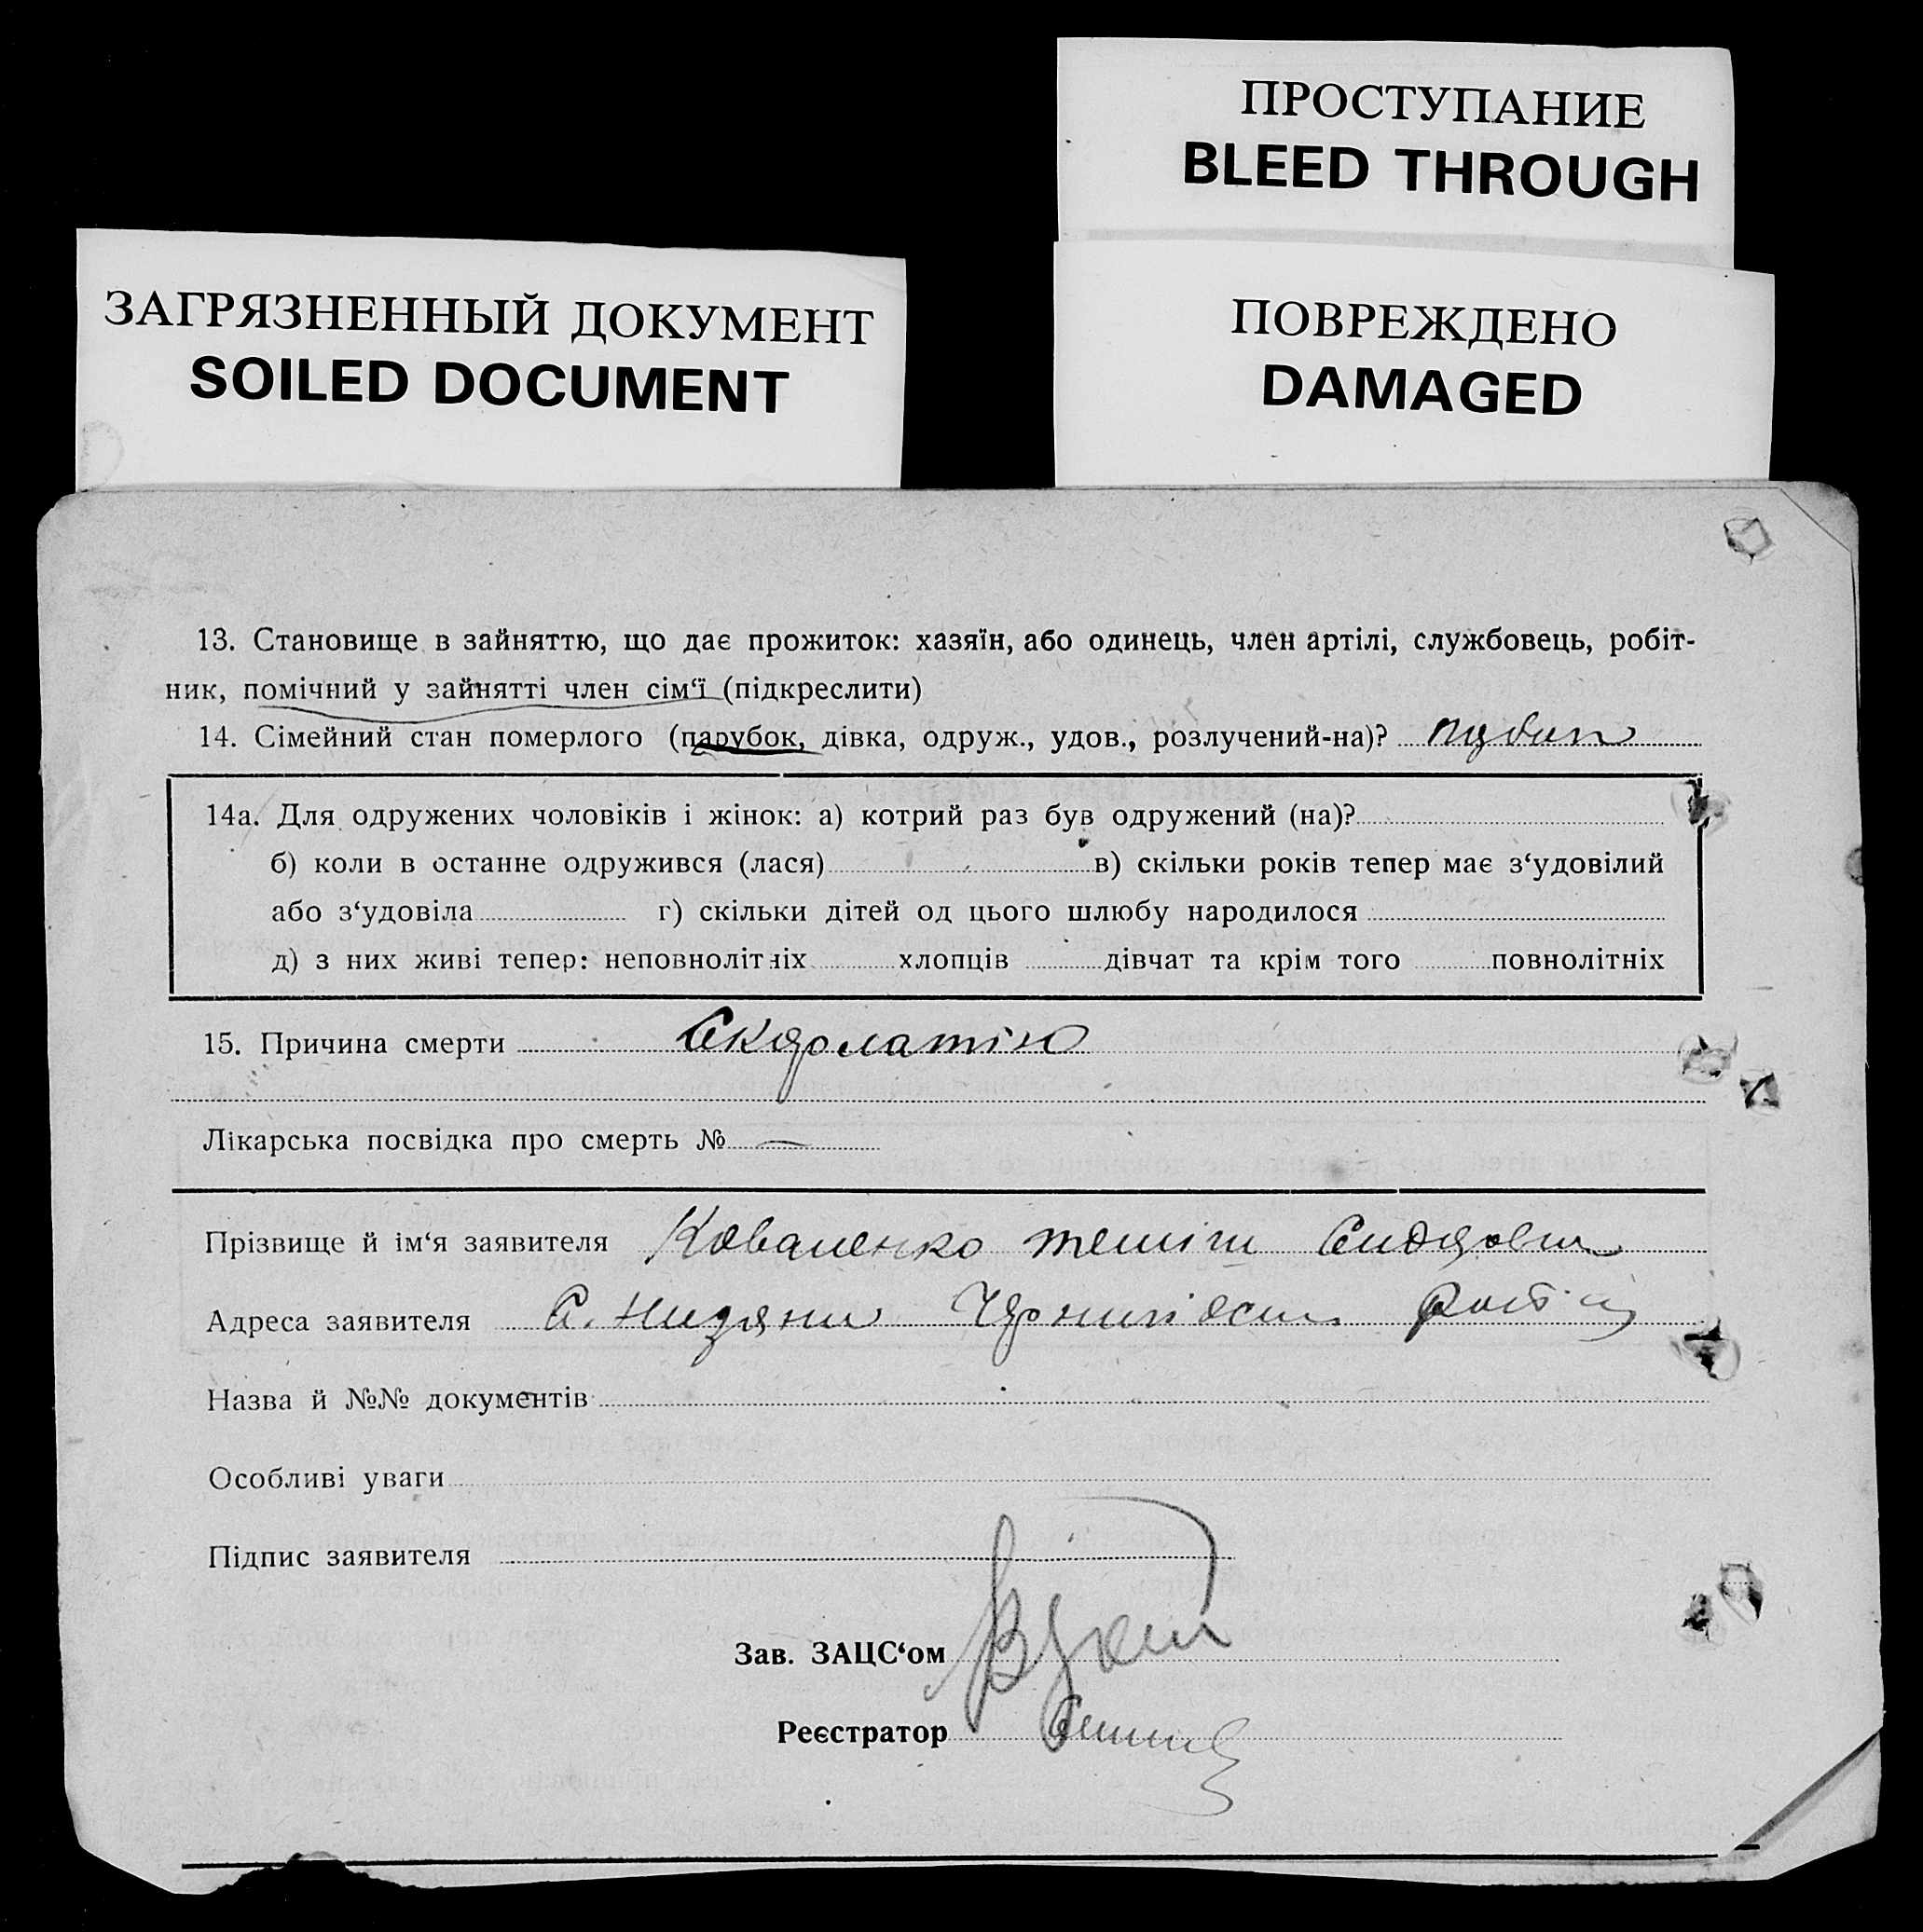 ПРОСТУПАНИЕ
BLEED THROUGH
ЗАГРЯЗНЕННЫЙ ДОКУМЕНТ
SOILED DOCUMENT
ПОВРЕЖДЕНО
DAMAGED
13. Становище в зайняттю, що дає прожиток: хазяїн, або одинець, член артілі, службовець, робіт-
ник, помічний у зайнятті член сім‘ї (підкреслити)
14. Сімейний стан померлого (парубок, дівка, одруж., удов., розлучений-на)?
14а. Для одружених чоловіків і жінок: а) котрий раз був одружений (на)?
б) коли в останнє одружився (лася) в) скільки років тепер має з‘удовілий
або з‘удовіла г) скільки дітей од цього шлюбу народилося
д) з них живі тепер: неповнолітніх хлопців дівчат та крім того повнолітніх
15. Причина смерти
Лікарська посвідка про смерть № —
Прізвище й ім‘я заявителя Коваленко
Адреса заявителя С.
Назва й №№ документів
Особливі уваги
Підпис заявителя
Зав. ЗАЦС‘ом
Реєстратор